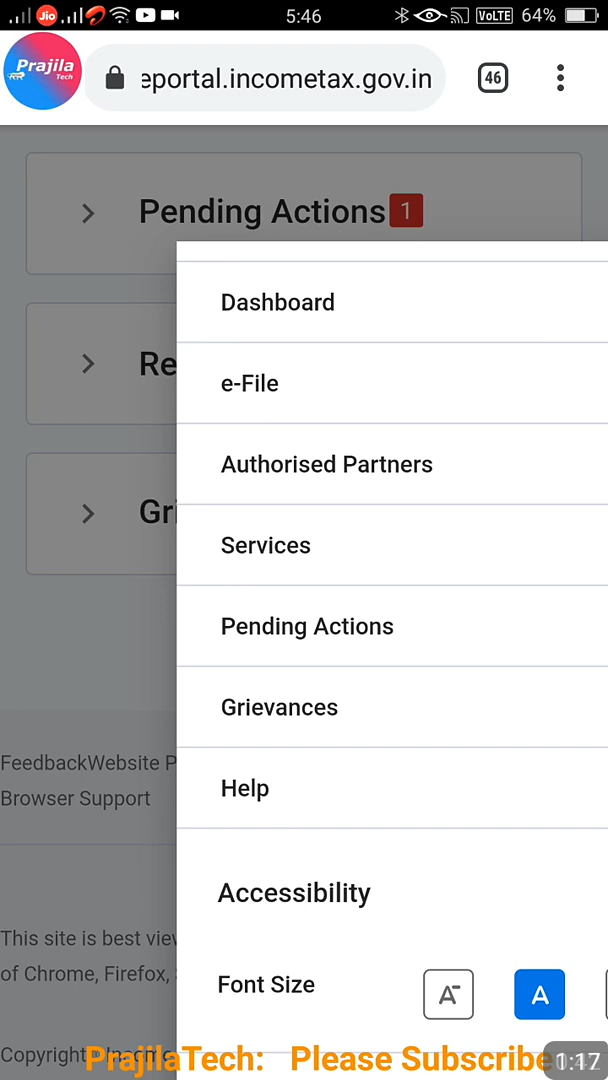 Jio 5:46 VoLTE 64%
Prajila
Tech
eportal.incometax.gov.in 46
Pending Actions 1
Re
Gri
Dashboard
e-File
Authorised Partners
Services
Pending Actions
Grievances
Help
Accessibility
Font Size A- A
FeedbackWebsite P
Browser Support
This site is best view
of Chrome, Firefox,
Copyright
PrajilaTech: Please Subscribe
1:17